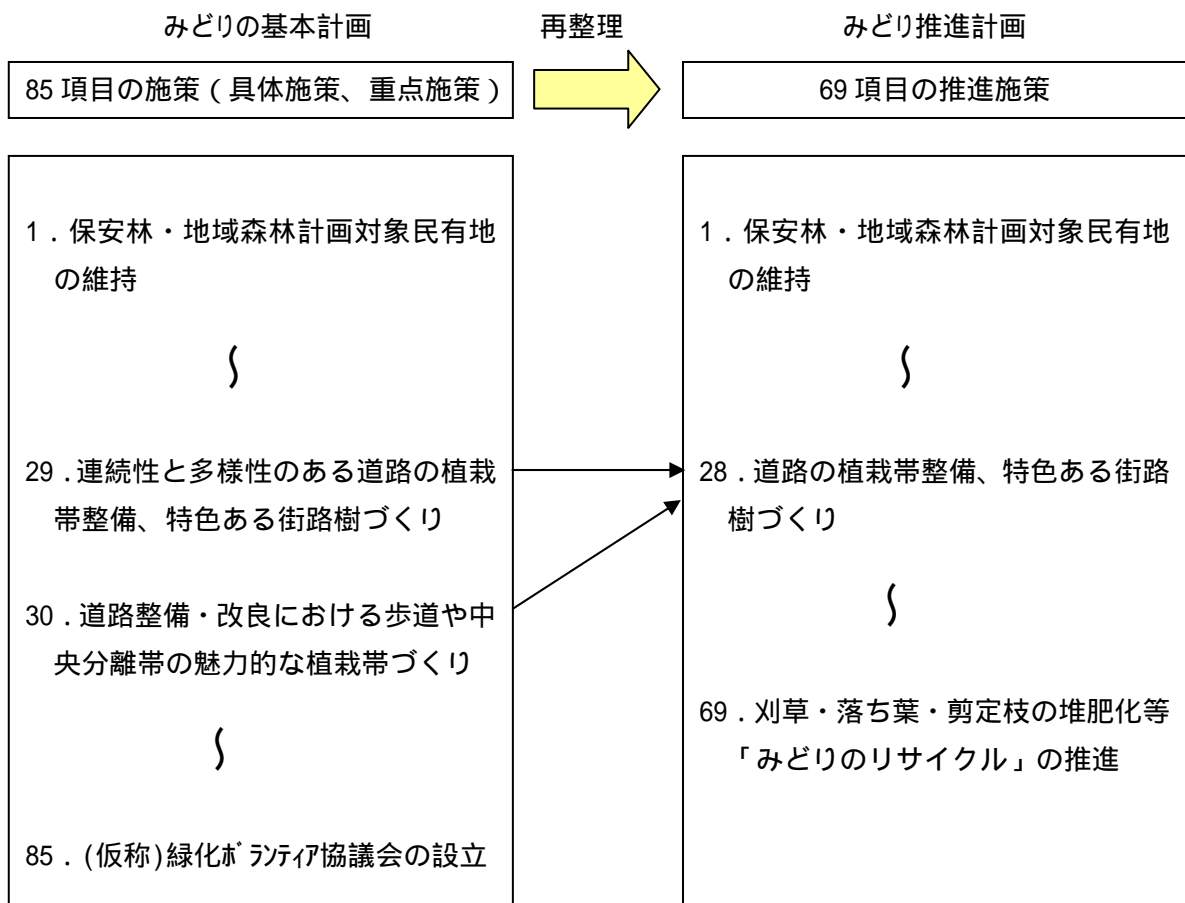 みどりの基本計画
再整理
みどり推進計画
85 項目の施策（具体施策、重点施策）
69 項目の推進施策
1．保安林・地域森林計画対象民有地
の維持
～
29．連続性と多様性のある道路の植栽
帯整備、特色ある街路樹づくり
30．道路整備・改良における歩道や中
央分離帯の魅力的な植栽帯づくり
～
85．(仮称)緑化ﾎﾞﾗﾝﾃｨｱ協議会の設立
1．保安林・地域森林計画対象民有地
の維持
～
28．道路の植栽帯整備、特色ある街路
樹づくり
～
69．刈草・落ち葉・剪定枝の堆肥化等
「みどりのリサイクル」の推進